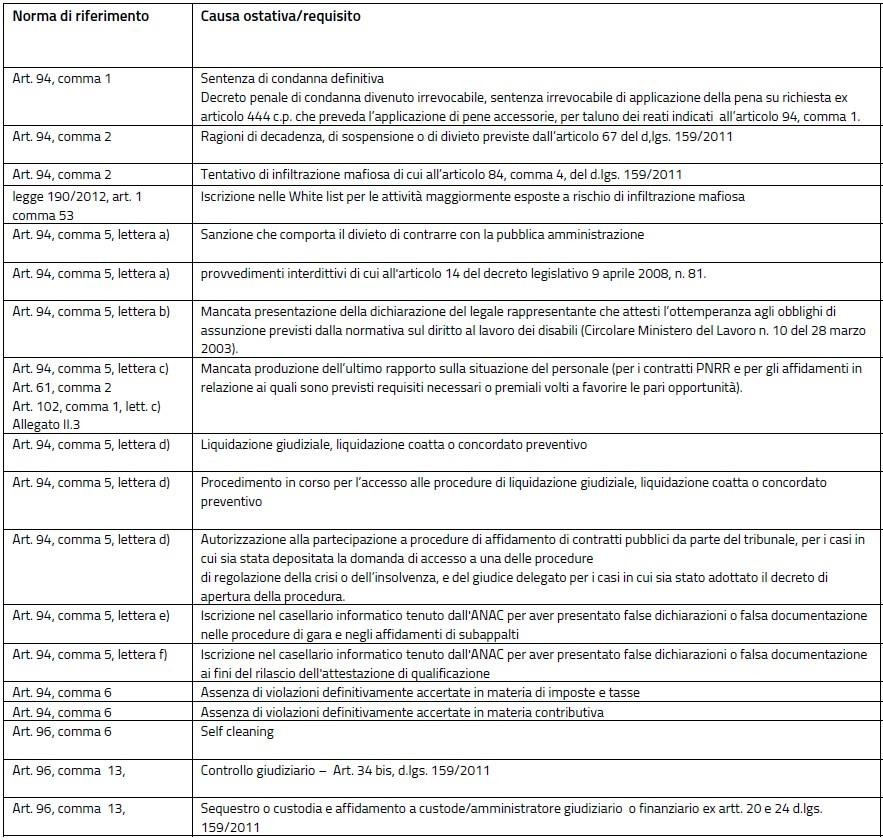 Norma di riferimento
Causa ostativa/requisito
Art. 94, comma 1
Sentenza di condanna definitiva
Decreto penale di condanna divenuto irrevocabile, sentenza irrevocabile di applicazione della pena su richiesta ex
articolo 444 c.p. che preveda l’applicazione di pene accessorie, per taluno dei reati indicati all’articolo 94, comma 1.
Art. 94, comma 2
Ragioni di decadenza, di sospensione o di divieto previste dall’articolo 67 del d,lgs. 159/2011
Art. 94, comma 2
Tentativo di infiltrazione mafiosa di cui all’articolo 84, comma 4, del d.lgs. 159/2011
legge 190/2012, art. 1
comma 53
Iscrizione nelle White list per le attività maggiormente esposte a rischio di infiltrazione mafiosa
Art. 94, comma 5, lettera a)
Sanzione che comporta il divieto di contrarre con la pubblica amministrazione
Art. 94, comma 5, lettera a)
provvedimenti interdittivi di cui all'articolo 14 del decreto legislativo 9 aprile 2008, n. 81.
Art. 94, comma 5, lettera b)
Mancata presentazione della dichiarazione del legale rappresentante che attesti l’ottemperanza agli obblighi di
assunzione previsti dalla normativa sul diritto al lavoro dei disabili (Circolare Ministero del Lavoro n. 10 del 28 marzo
2003).
Art. 94, comma 5, lettera c)
Art. 61, comma 2
Art. 102, comma 1, lett. c)
Allegato II.3
Mancata produzione dell’ultimo rapporto sulla situazione del personale (per i contratti PNRR e per gli affidamenti in
relazione ai quali sono previsti requisiti necessari o premiali volti a favorire le pari opportunità).
Art. 94, comma 5, lettera d)
Liquidazione giudiziale, liquidazione coatta o concordato preventivo
Art. 94, comma 5, lettera d)
Procedimento in corso per l’accesso alle procedure di liquidazione giudiziale, liquidazione coatta o concordato
preventivo
Art. 94, comma 5, lettera d)
Autorizzazione alla partecipazione a procedure di affidamento di contratti pubblici da parte del tribunale, per i casi in
cui sia stata depositata la domanda di accesso a una delle procedure
di regolazione della crisi o dell’insolvenza, e del giudice delegato per i casi in cui sia stato adottato il decreto di
apertura della procedura.
Art. 94, comma 5, lettera e)
Iscrizione nel casellario informatico tenuto dall'ANAC per aver presentato false dichiarazioni o falsa documentazione
nelle procedure di gara e negli affidamenti di subappalti
Art. 94, comma 5, lettera f)
Iscrizione nel casellario informatico tenuto dall'ANAC per aver presentato false dichiarazioni o falsa documentazione
ai fini del rilascio dell'attestazione di qualificazione
Art. 94, comma 6
Assenza di violazioni definitivamente accertate in materia di imposte e tasse
Art. 94, comma 6
Assenza di violazioni definitivamente accertate in materia contributiva
Art. 96, comma 6
Self cleaning
Art. 96, comma 13,
Controllo giudiziario – Art. 34 bis, d.lgs. 159/2011
Art. 96, comma 13,
Sequestro o custodia e affidamento a custode/amministratore giudiziario o finanziario ex artt. 20 e 24 d.lgs.
159/2011